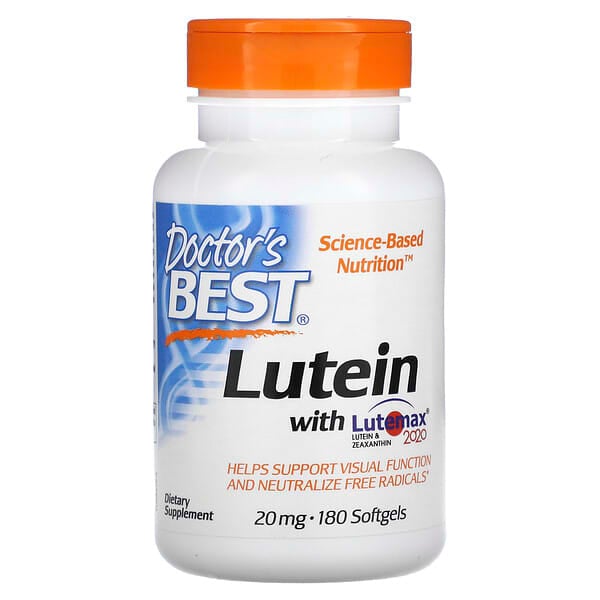 Doctor's
BEST®
Science-Based
Nutrition™
Lutein
with Lutemax®
2020
LUTEIN &
ZEAXANTHIN
HELPS SUPPORT VISUAL FUNCTION
AND NEUTRALIZE FREE RADICALS*
Dietary
Supplement
20 mg • 180 Softgels